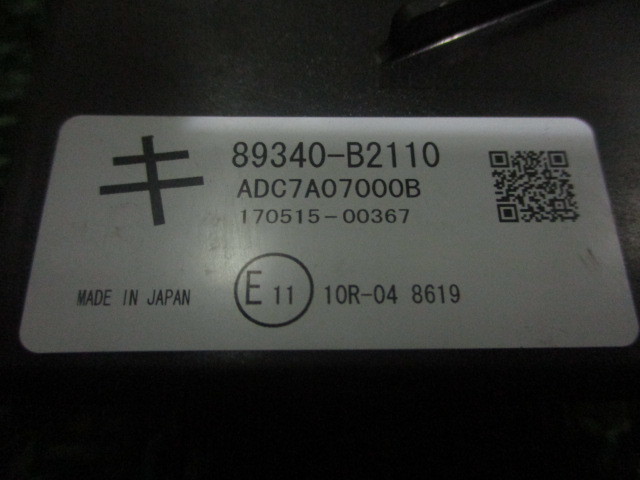 キ
89340-B2110
ADC7A07000B
170515-00367
MADE IN JAPAN
E 11
10R-04 8619